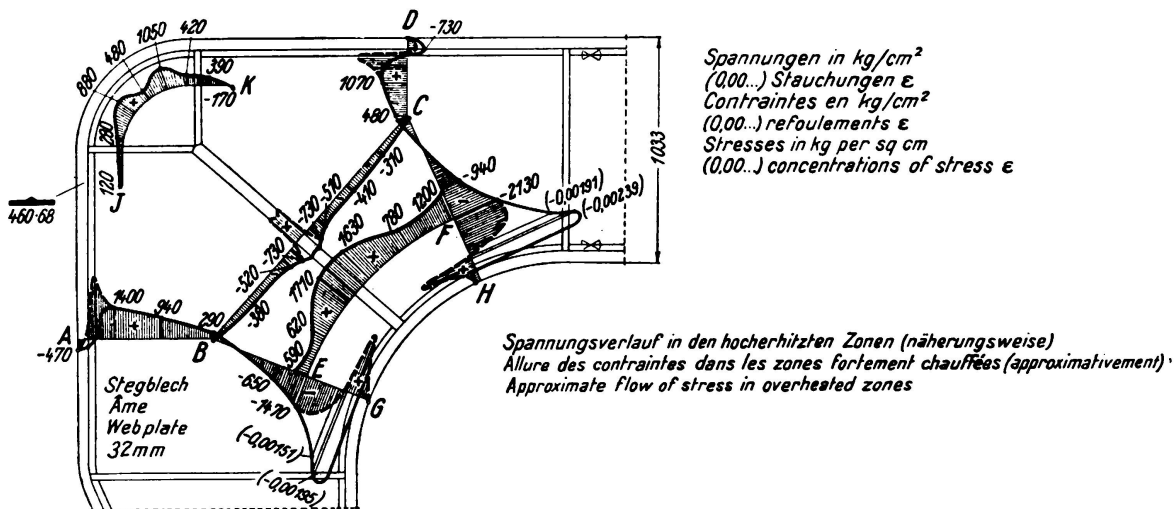 D
-730
420
1050
480
880
390
-170
K
280
120
J
460·68
1070
480
C
1033
Spannungen in kg/cm²
(0,00...) Stauchungen ε
Contraintes en kg/cm²
(0,00...) refoulements ε
Stresses in kg per sq cm
(0,00...) concentrations of stress ε
-940
-2130
(-0,00191)
(-0,00239)
-310
-410
-510
-730
1200
780
1630
F
H
-730
-520
-380
1710
620
590
E
A
1400
940
290
-470
B
-650
-1470
G
(-0,00151)
(-0,00195)
Stegblech
Âme
Webplate
32mm
Spannungsverlauf in den hocherhitzten Zonen (näherungsweise)
Allure des contraintes dans les zones fortement chauffées (approximativement)·
Approximate flow of stress in overheated zones